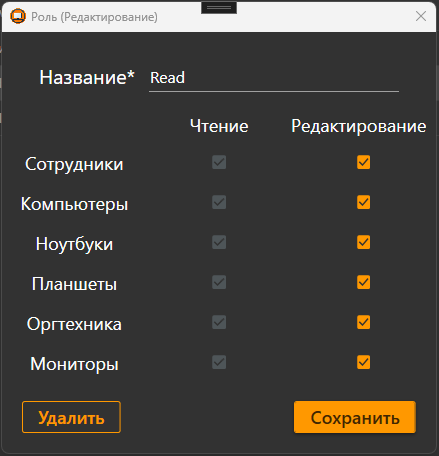 Роль (Редактирование)
Название* Read
Чтение Редактирование
Сотрудники
Компьютеры
Ноутбуки
Планшеты
Оргтехника
Мониторы
Удалить Сохранить